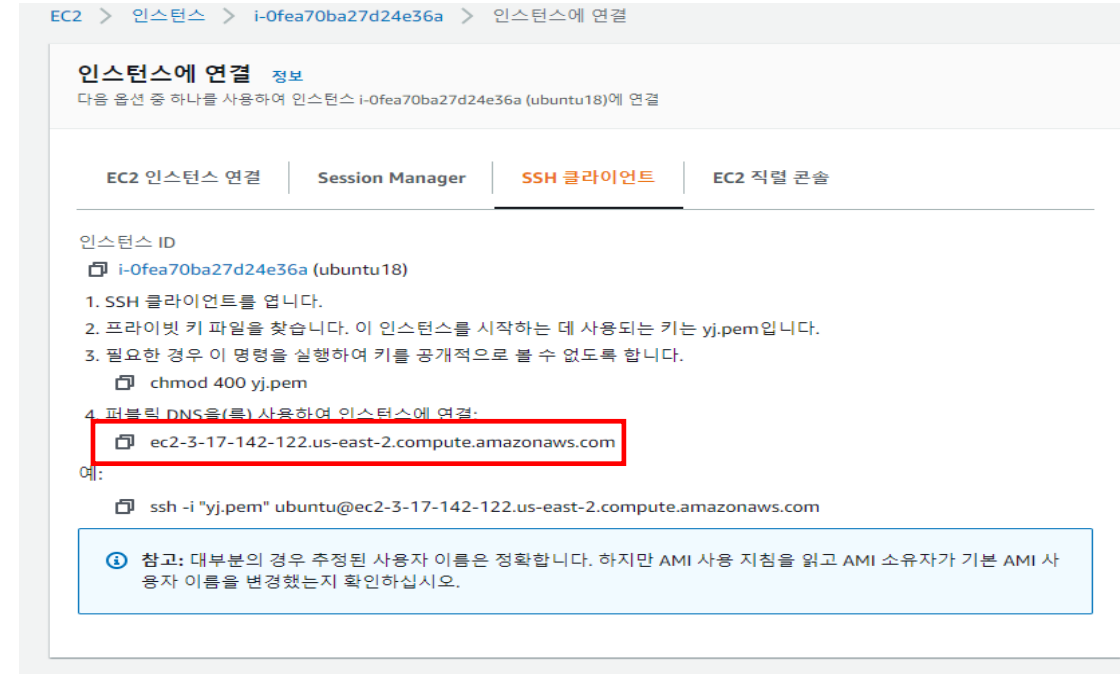 EC2 > 인스턴스 > i-0fea70ba27d24e36a > 인스턴스에 연결
인스턴스에 연결 정보
다음 옵션 중 하나를 사용하여 인스턴스 i-0fea70ba27d24e36a (ubuntu18)에 연결
EC2 인스턴스 연결 Session Manager SSH 클라이언트 EC2 직렬 콘솔
인스턴스 ID
i-0fea70ba27d24e36a (ubuntu18)
1. SSH 클라이언트를 엽니다.
2. 프라이빗 키 파일을 찾습니다. 이 인스턴스를 시작하는 데 사용되는 키는 yj.pem입니다.
3. 필요한 경우 이 명령을 실행하여 키를 공개적으로 볼 수 없도록 합니다.
chmod 400 yj.pem
4. 퍼블릭 DNS을(를) 사용하여 인스턴스에 연결:
ec2-3-17-142-122.us-east-2.compute.amazonaws.com
예:
ssh -i "yj.pem" ubuntu@ec2-3-17-142-122.us-east-2.compute.amazonaws.com
참고: 대부분의 경우 추정된 사용자 이름은 정확합니다. 하지만 AMI 사용 지침을 읽고 AMI 소유자가 기본 AMI 사
용자 이름을 변경했는지 확인하십시오.